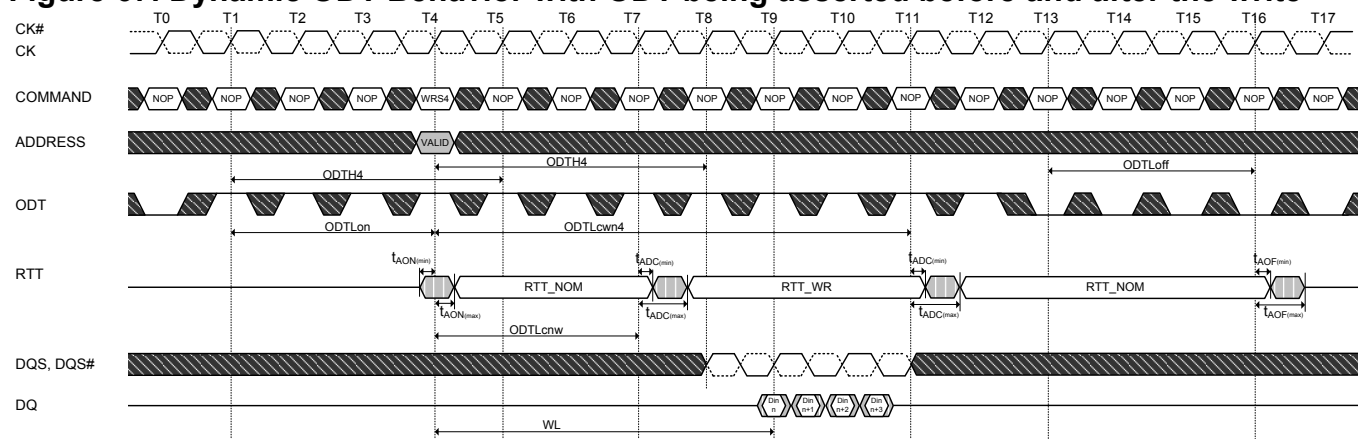 Figure 67. Dynamic ODT Behavior with ODT being asserted before and after the write
T0 T1 T2 T3 T4 T5 T6 T7 T8 T9 T10 T11 T12 T13 T14 T15 T16 T17
CK#
CK
COMMAND NOP NOP NOP NOP WRS4 NOP NOP NOP NOP NOP NOP NOP NOP NOP NOP NOP NOP NOP
ADDRESS VALID
ODTH4 ODTLoff
ODTH4
ODT
ODTLon ODTLcwn4
tAON(min) tADC(min) tADC(min) tAOF(min)
RTT RTT_NOM RTT_WR RTT_NOM
tAON(max) tADC(max) tADC(max) tAOF(max)
ODTLcnw
DQS, DQS#
DQ Din n Din n+1 Din n+2 Din n+3
WL